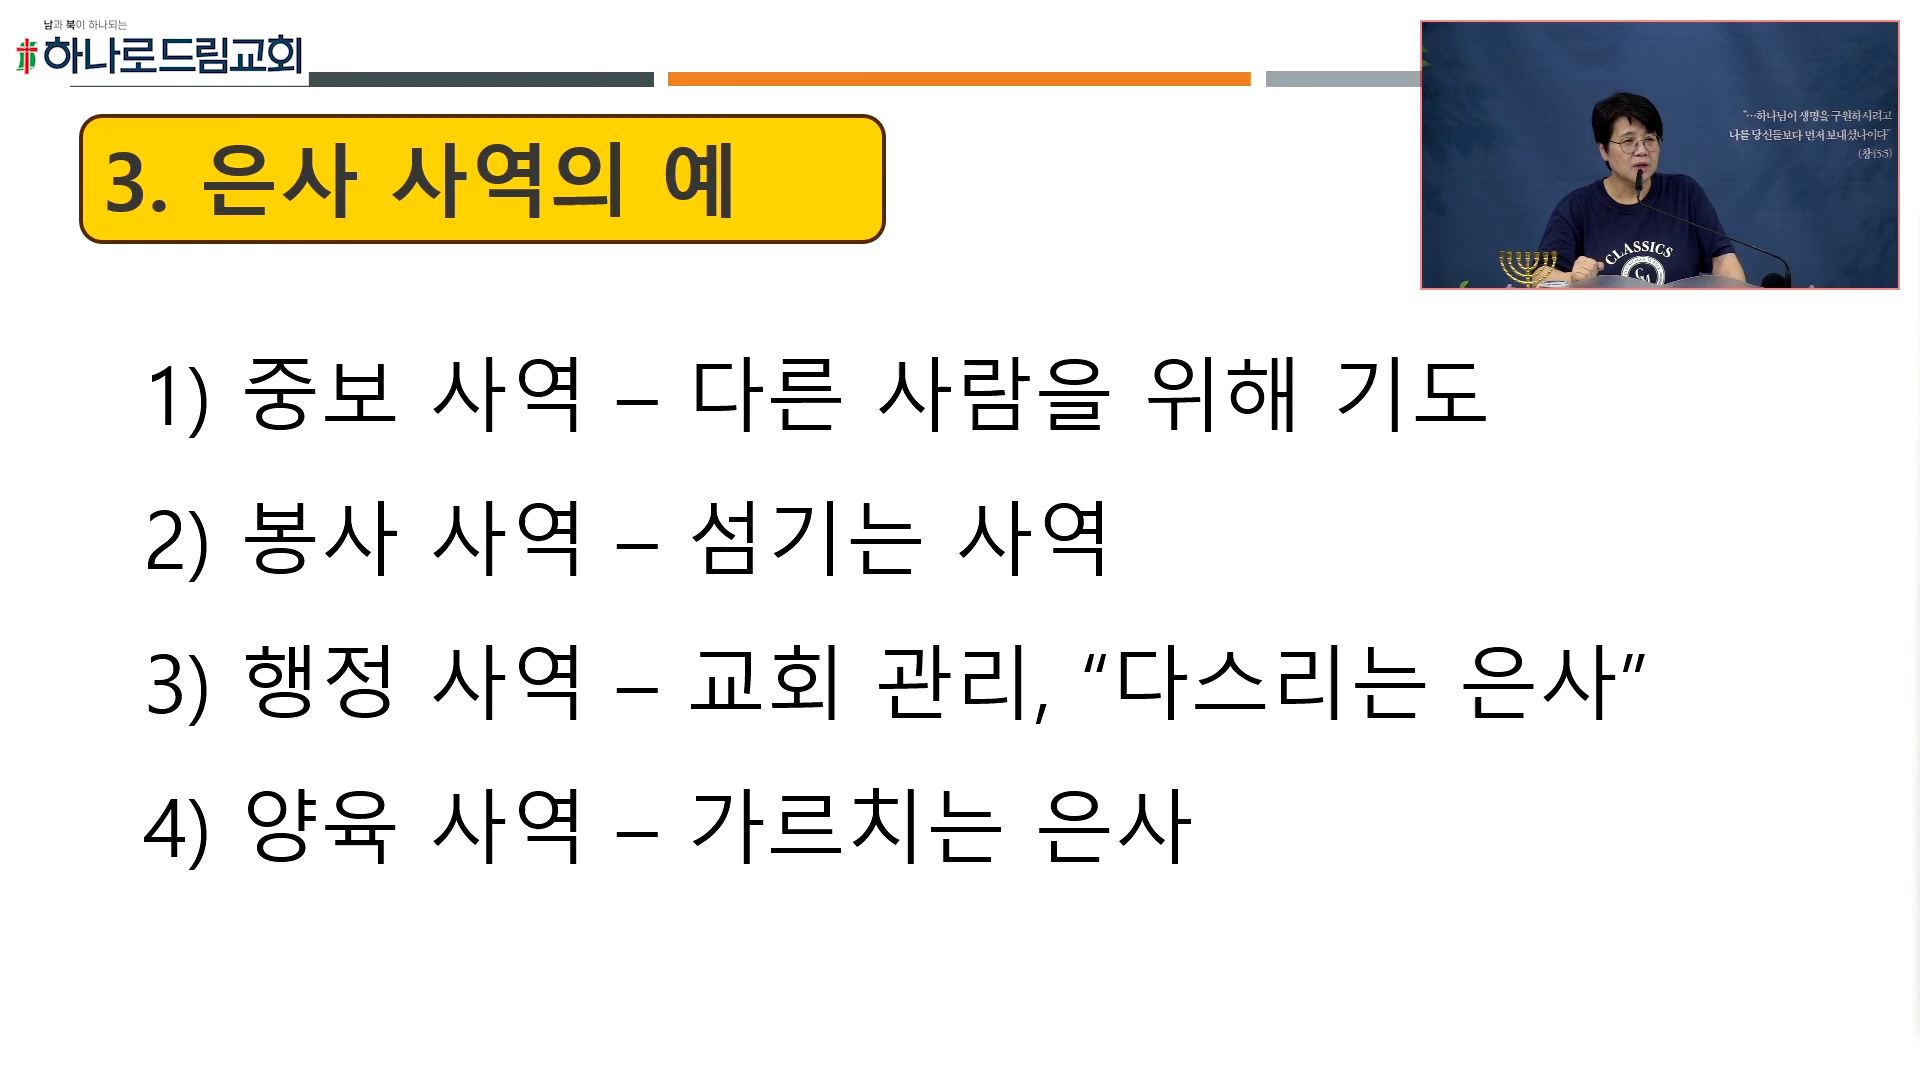 남과 북이 하나되는
하나로드림교회
3. 은사 사역의 예
"…하나님이 생명을 구원하시려고
나를 당신들보다 먼저 보내셨나이다"
(창45:5)
CLASSICS
1) 중보 사역 – 다른 사람을 위해 기도
2) 봉사 사역 – 섬기는 사역
3) 행정 사역 – 교회 관리, “다스리는 은사”
4) 양육 사역 – 가르치는 은사